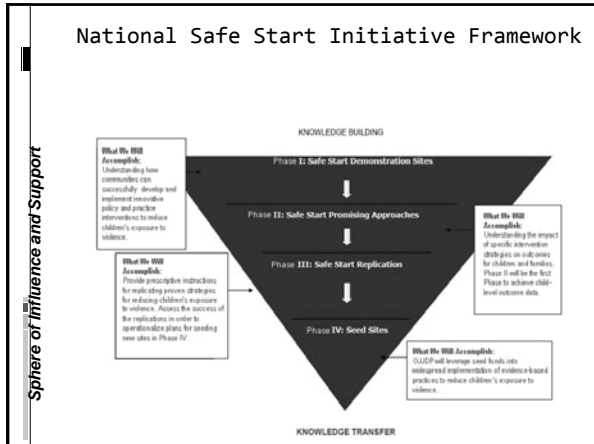 National Safe Start Initiative Framework
Sphere of Influence and Support
KNOWLEDGE BUILDING
What We Will
Accomplish:
Understanding how
communities can
successfully develop and
implement innovative
policy and practice
interventions to reduce
children's exposure to
violence.
Phase I: Safe Start Demonstration Sites
Phase II: Safe Start Promising Approaches
What We Will
Accomplish:
Understanding the impact
of specific intervention
strategies on outcomes
for children and families.
Phase II will be the first
Phase to achieve child-
level outcome data.
What We Will
Accomplish:
Provide prescriptive instructions
for replicating proven strategies
for reducing children's exposure
to violence. Assess the success of
the replications in order to
operationalize plans for sending
new sites in Phase IV.
Phase III: Safe Start Replication
Phase IV: Seed Sites
What We Will Accomplish:
OJJDP will leverage seed funds into
widespread implementation of evidence-based
practices to reduce children's exposure to
violence.
KNOWLEDGE TRANSFER